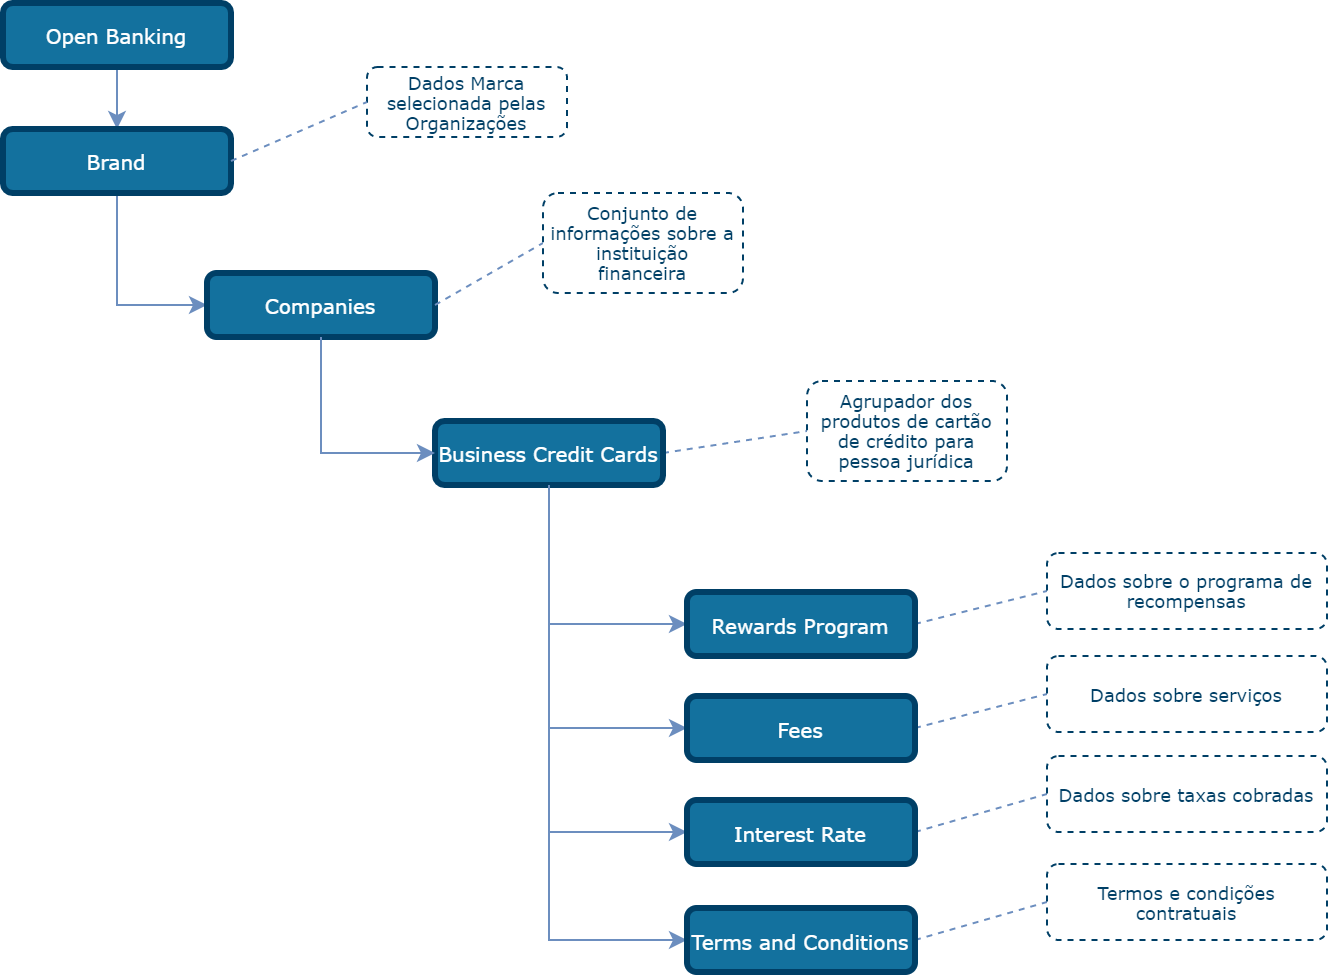 Open Banking
Dados Marca
selecionada pelas
Organizações
Brand
Conjunto de
informações sobre a
instituição
financeira
Companies
Agrupador dos
produtos de cartão
de crédito para
pessoa jurídica
Business Credit Cards
Dados sobre o programa de
recompensas
Rewards Program
Dados sobre serviços
Fees
Dados sobre taxas cobradas
Interest Rate
Termos e condições
contratuais
Terms and Conditions